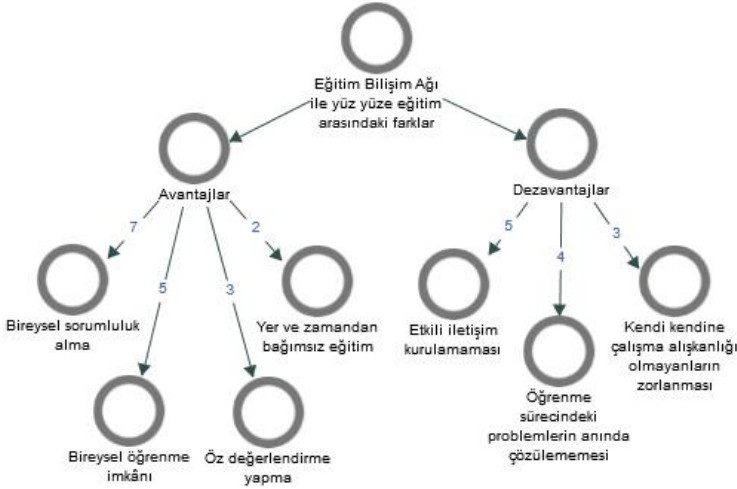 Eğitim Bilişim Ağı
ile yüz yüze eğitim
arasındaki farklar
Avantajlar
Dezavantajlar
7
5
3
2
5
4
3
Bireysel sorumluluk
alma
Yer ve zamandan
bağımsız eğitim
Etkili iletişim
kurulamaması
Kendi kendine
çalışma alışkanlığı
olmayanların
zorlanması
Bireysel öğrenme
imkânı
Öz değerlendirme
yapma
Öğrenme
sürecindeki
problemlerin anında
çözülememesi